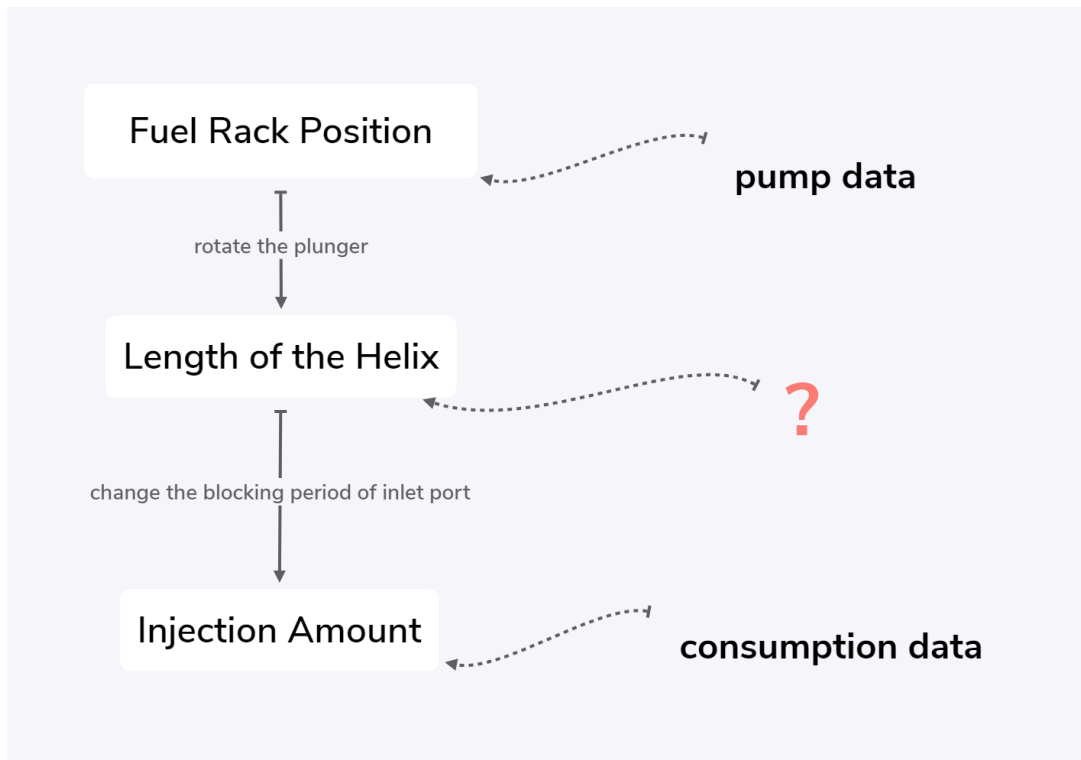 Fuel Rack Position
pump data
rotate the plunger
Length of the Helix
?
change the blocking period of inlet port
Injection Amount
consumption data